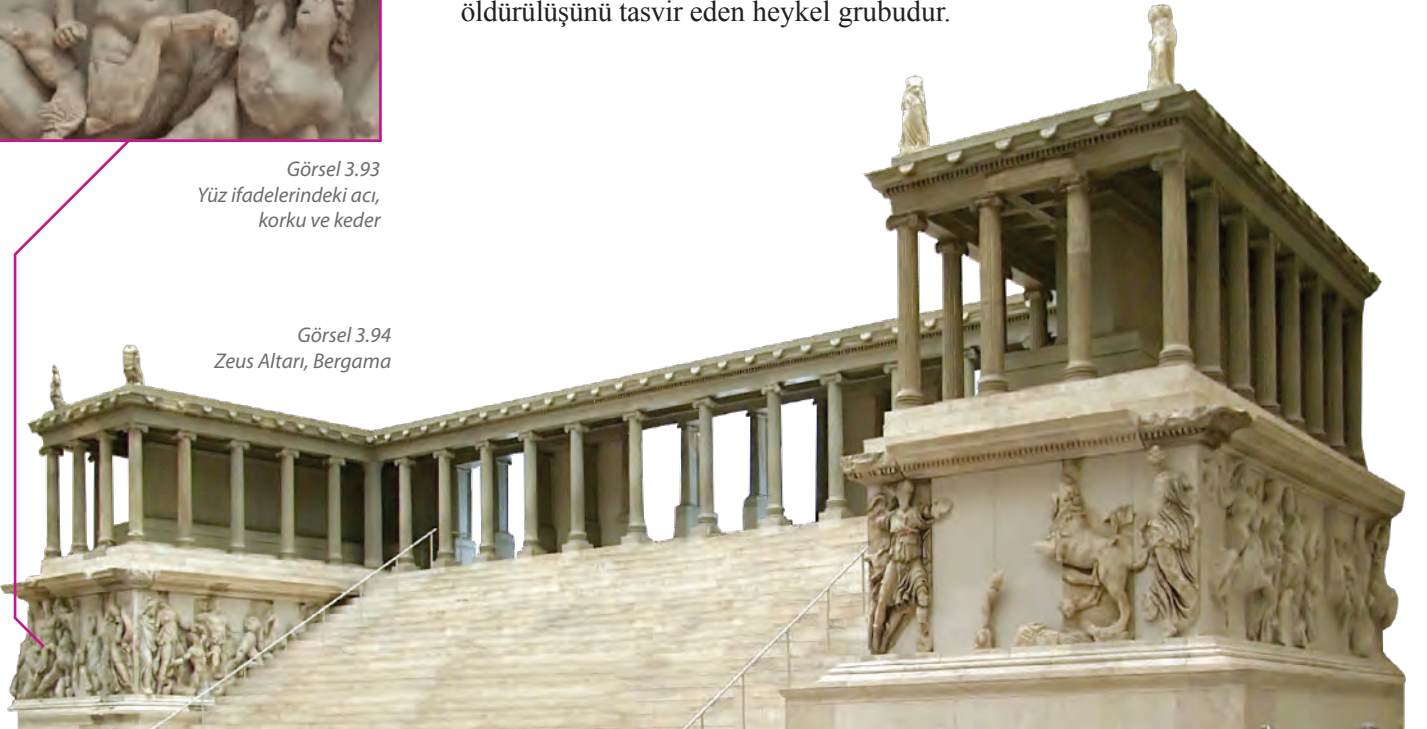 öldürülüşünü tasvir eden heykel grubudur.
Görsel 3.93
Yüz ifadelerindeki acı,
korku ve keder
Görsel 3.94
Zeus Altarı, Bergama